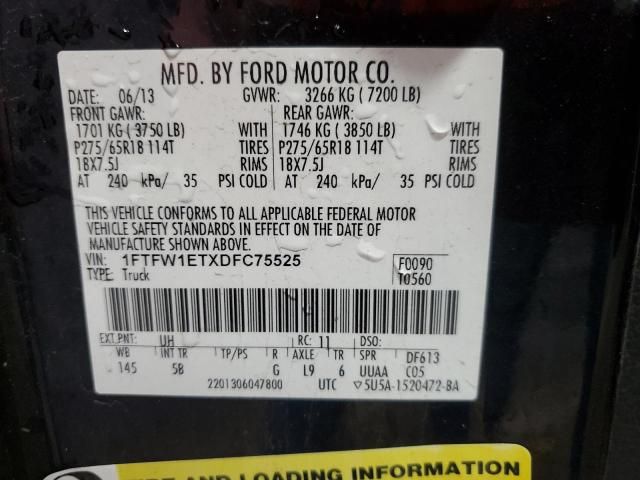 MFD. BY FORD MOTOR CO.
DATE: 06/13 GVWR: 3266 KG ( 7200 LB)
FRONT GAWR: REAR GAWR:
1701 KG ( 3750 LB) WITH 1746 KG ( 3850 LB) WITH
P275/65R18 114T TIRES P275/65R18 114T TIRES
18X7.5J RIMS 18X7.5J RIMS
AT 240 kPa/ 35 PSI COLD AT 240 kPa/ 35 PSI COLD
THIS VEHICLE CONFORMS TO ALL APPLICABLE FEDERAL MOTOR
VEHICLE SAFETY STANDARDS IN EFFECT ON THE DATE OF
MANUFACTURE SHOWN ABOVE.
VIN: 1FTFW1ETXDFC75525 F0090
TYPE: Truck T0560
EXT PNT: UH RC: 11 DSO:
WB INT TR TP/PS R AXLE TR SPR DF613
145 5B G L9 6 UUAA C05
2201306047800 UTC ▽5U5A-1520472-BA
AND LOADING INFORMATION